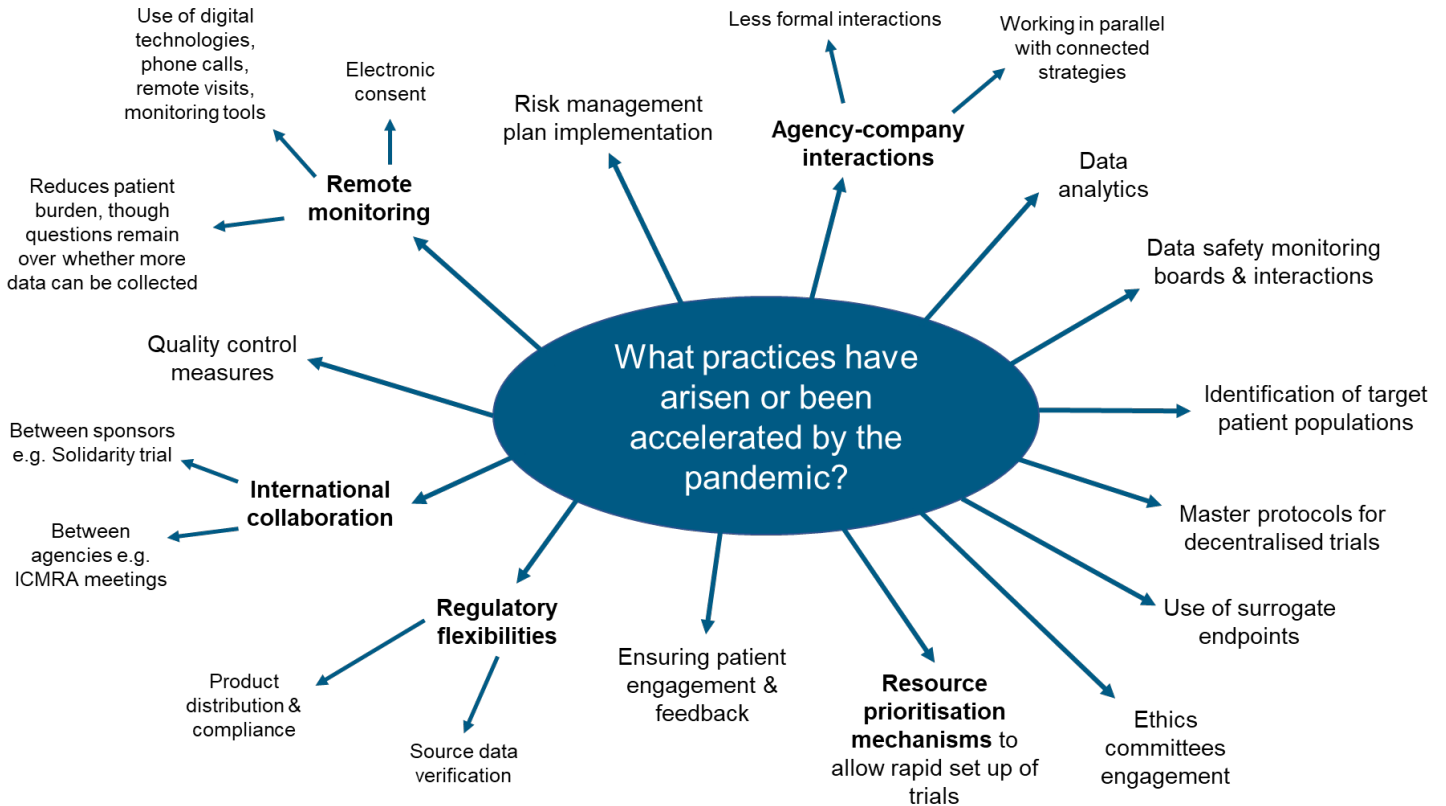 What practices have
arisen or been
accelerated by the
pandemic?
Use of digital
technologies,
phone calls,
remote visits,
monitoring tools
Electronic
consent
Remote
monitoring
Reduces patient
burden, though
questions remain
over whether more
data can be collected
Risk management
plan implementation
Less formal interactions
Working in parallel
with connected
strategies
Agency-company
interactions
Data
analytics
Data safety monitoring
boards & interactions
Identification of target
patient populations
Master protocols for
decentralised trials
Use of surrogate
endpoints
Ethics
committees
engagement
Resource
prioritisation
mechanisms to
allow rapid set up of
trials
Ensuring patient
engagement &
feedback
Regulatory
flexibilities
Product
distribution &
compliance
Source data
verification
International
collaboration
Between sponsors
e.g. Solidarity trial
Between
agencies e.g.
ICMRA meetings
Quality control
measures